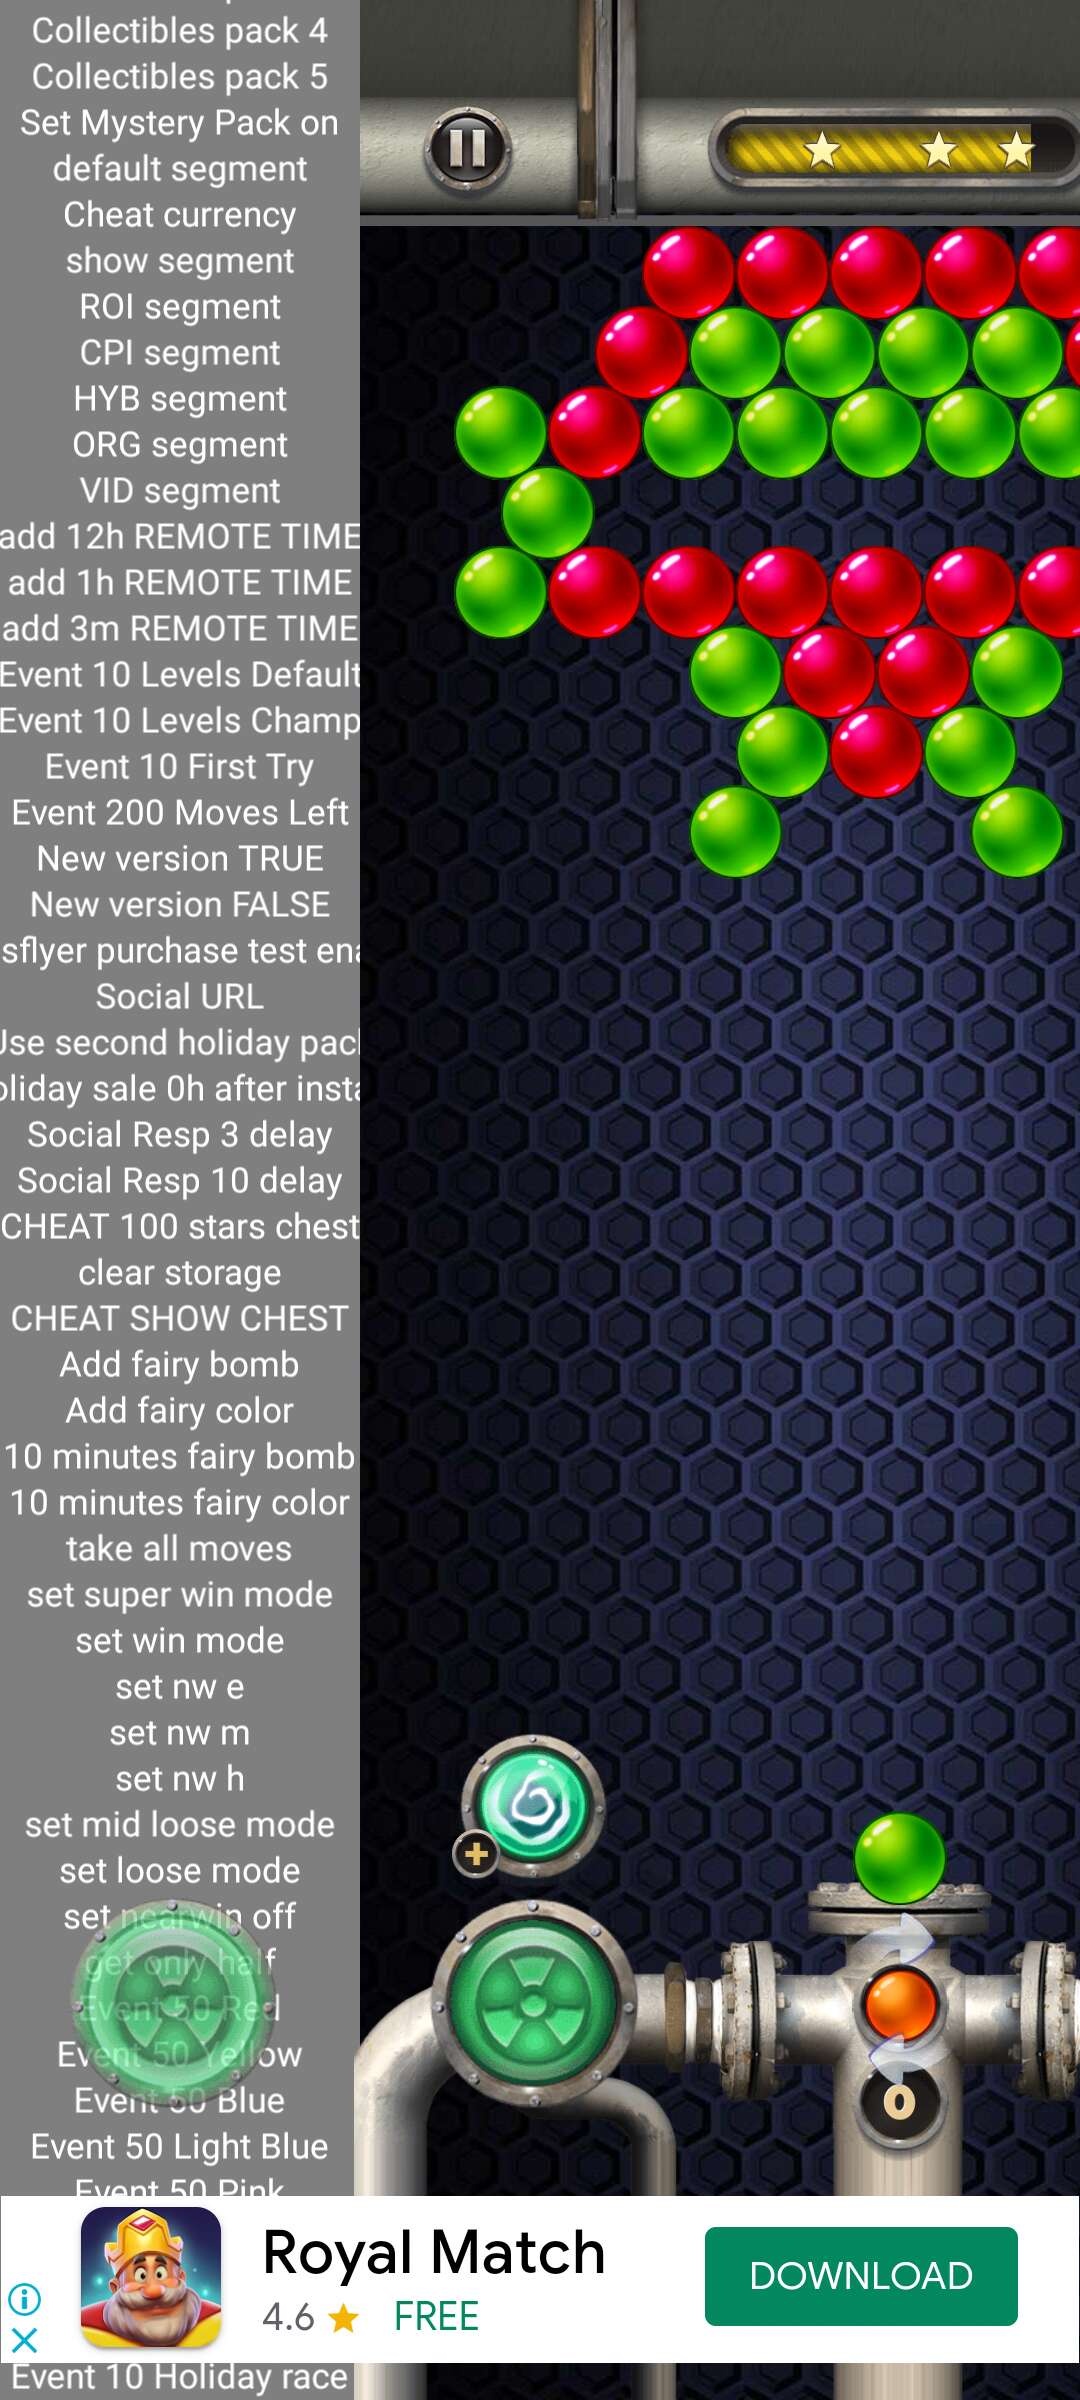 Collectibles pack 4
Collectibles pack 5
Set Mystery Pack on
default segment
Cheat currency
show segment
ROI segment
CPI segment
HYB segment
ORG segment
VID segment
add 12h REMOTE TIME
add 1h REMOTE TIME
add 3m REMOTE TIME
Event 10 Levels Default
Event 10 Levels Champ
Event 10 First Try
Event 200 Moves Left
New version TRUE
New version FALSE
sflyer purchase test ena
Social URL
Use second holiday pack
oliday sale 0h after insta
Social Resp 3 delay
Social Resp 10 delay
CHEAT 100 stars chest
clear storage
CHEAT SHOW CHEST
Add fairy bomb
Add fairy color
10 minutes fairy bomb
10 minutes fairy color
take all moves
set super win mode
set win mode
set nw e
set nw m
set nw h
set mid loose mode
set loose mode
set nearwin off
get only half
Event 50 Red
Event 50 Yellow
Event 50 Blue
Event 50 Light Blue
Event 50 Pink
0
Royal Match
4.6 FREE
DOWNLOAD
Event 10 Holiday race